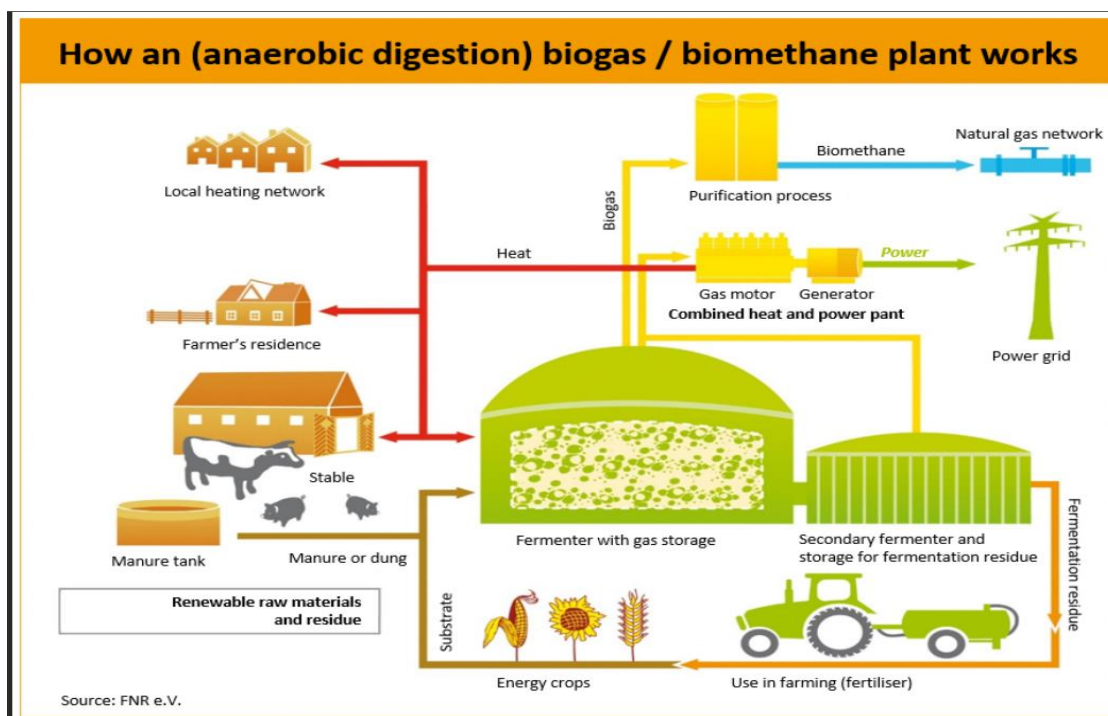 How an (anaerobic digestion) biogas / biomethane plant works
Natural gas network
Biomethane
Local heating network
Purification process
Biogas
Heat
Power
Gas motor
Generator
Combined heat and power pant
Farmer's residence
Power grid
Stable
Fermenter with gas storage
Secondary fermenter and
storage for fermentation residue
Fermentation residue
Manure tank
Manure or dung
Renewable raw materials
and residue
Substrate
Energy crops
Use in farming (fertiliser)
Source: FNR e.V.